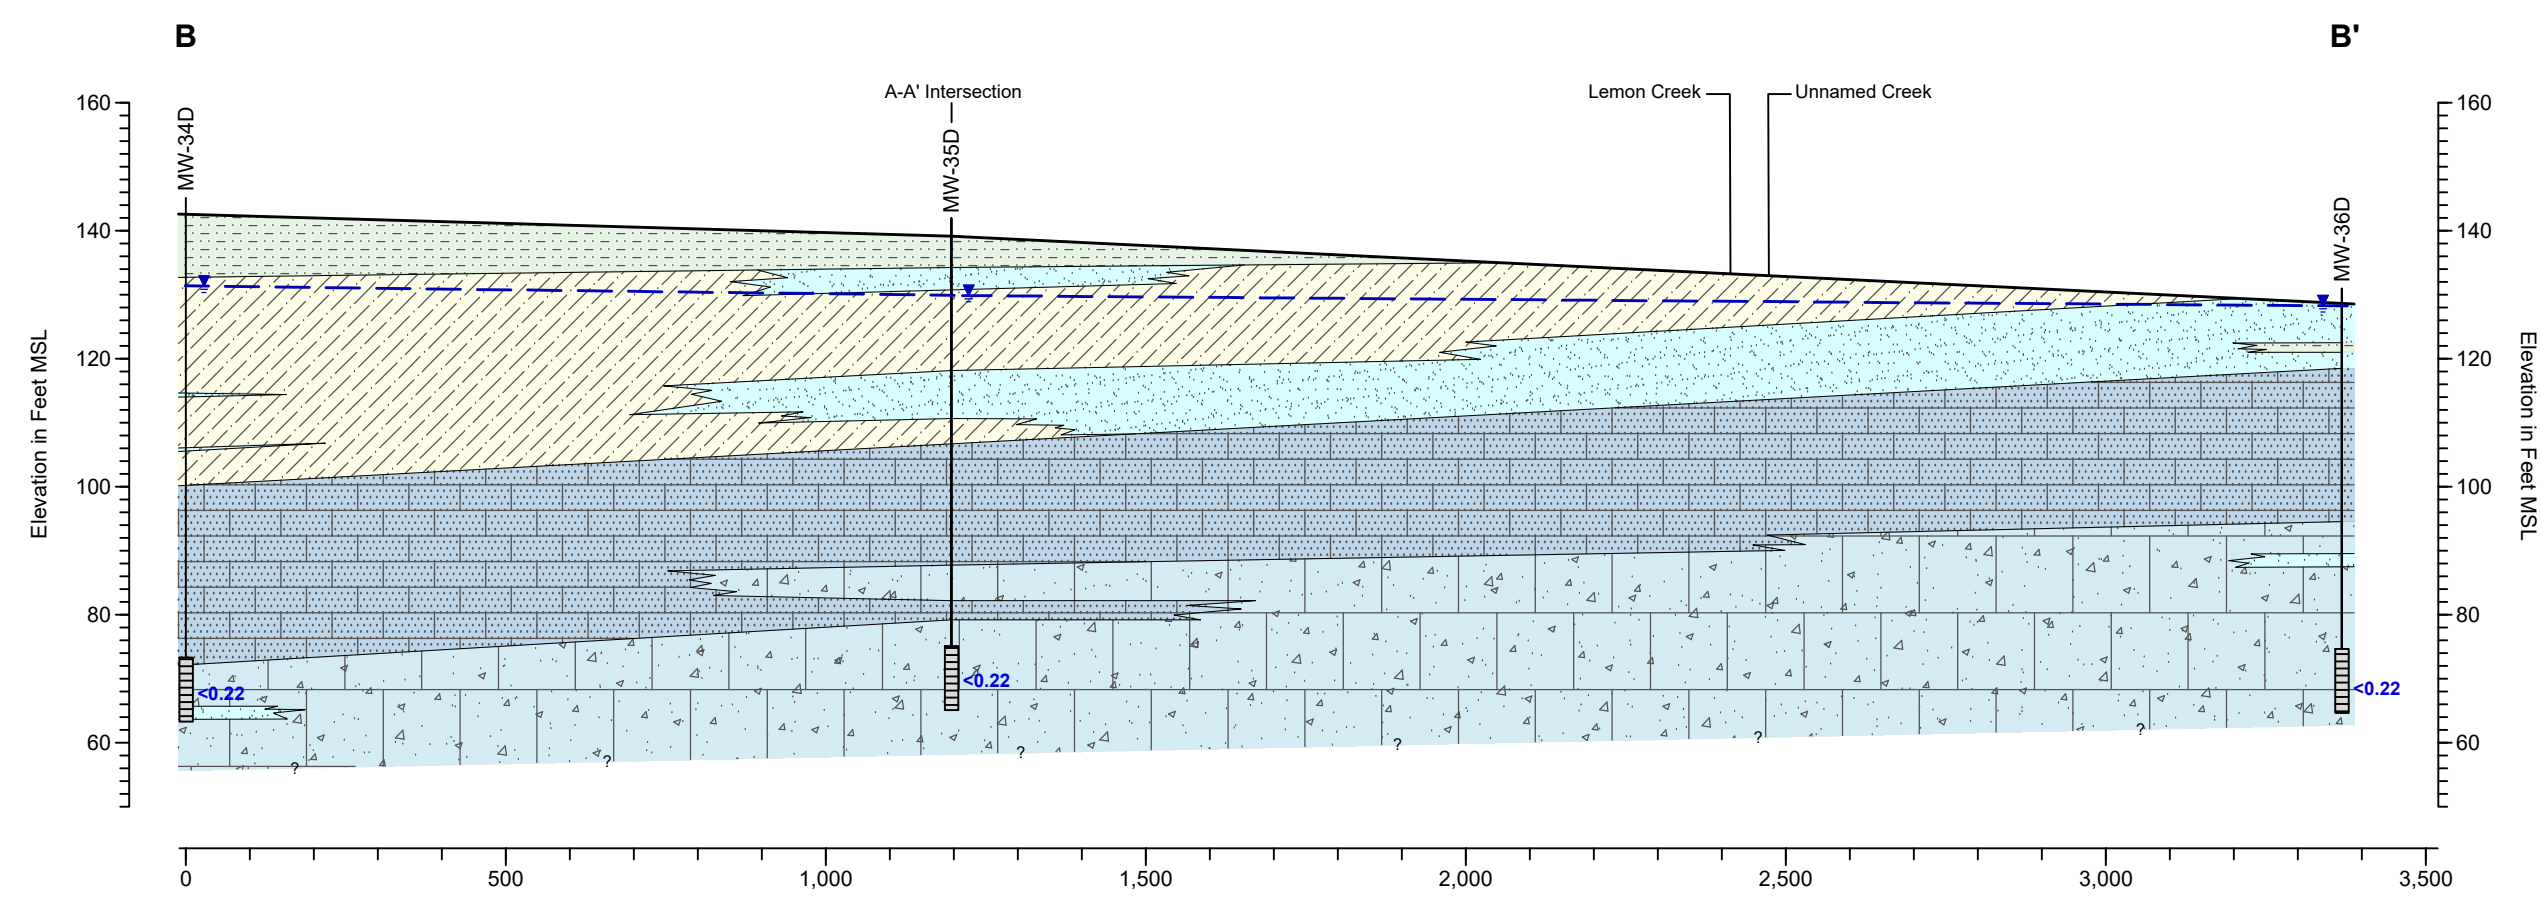 B
B'
A-A' Intersection
Lemon Creek
Unnamed Creek
MW-34D
MW-35D
MW-36D
160
140
120
100
80
60
Elevation in Feet MSL
160
140
120
100
80
60
Elevation in Feet MSL
<0.22
<0.22
<0.22
?
?
?
?
?
?
0
500
1,000
1,500
2,000
2,500
3,000
3,500